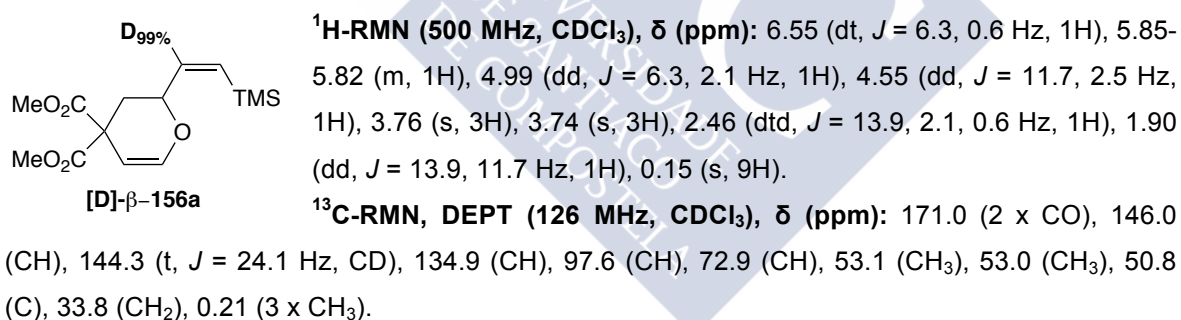 D99%
TMS
MeO2C
O
MeO2C
[D]-β–156a
¹H-RMN (500 MHz, CDCl₃), δ (ppm): 6.55 (dt, J = 6.3, 0.6 Hz, 1H), 5.85-
5.82 (m, 1H), 4.99 (dd, J = 6.3, 2.1 Hz, 1H), 4.55 (dd, J = 11.7, 2.5 Hz,
1H), 3.76 (s, 3H), 3.74 (s, 3H), 2.46 (dtd, J = 13.9, 2.1, 0.6 Hz, 1H), 1.90
(dd, J = 13.9, 11.7 Hz, 1H), 0.15 (s, 9H).
¹³C-RMN, DEPT (126 MHz, CDCl₃), δ (ppm): 171.0 (2 x CO), 146.0
(CH), 144.3 (t, J = 24.1 Hz, CD), 134.9 (CH), 97.6 (CH), 72.9 (CH), 53.1 (CH₃), 53.0 (CH₃), 50.8
(C), 33.8 (CH₂), 0.21 (3 x CH₃).